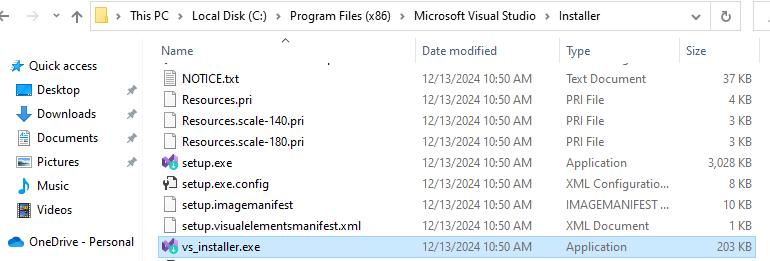 This PC > Local Disk (C:) > Program Files (x86) > Microsoft Visual Studio > Installer
Name Date modified Type Size
Quick access
Desktop
Downloads
Documents
Pictures
Music
Videos
OneDrive - Personal
NOTICE.txt 12/13/2024 10:50 AM Text Document 37 KB
Resources.pri 12/13/2024 10:50 AM PRI File 4 KB
Resources.scale-140.pri 12/13/2024 10:50 AM PRI File 3 KB
Resources.scale-180.pri 12/13/2024 10:50 AM PRI File 3 KB
setup.exe 12/13/2024 10:50 AM Application 3,028 KB
setup.exe.config 12/13/2024 10:50 AM XML Configuratio... 8 KB
setup.imagemanifest 12/13/2024 10:50 AM IMAGEMANIFEST ... 10 KB
setup.visualelementsmanifest.xml 12/13/2024 10:50 AM XML Document 1 KB
vs_installer.exe 12/13/2024 10:50 AM Application 203 KB